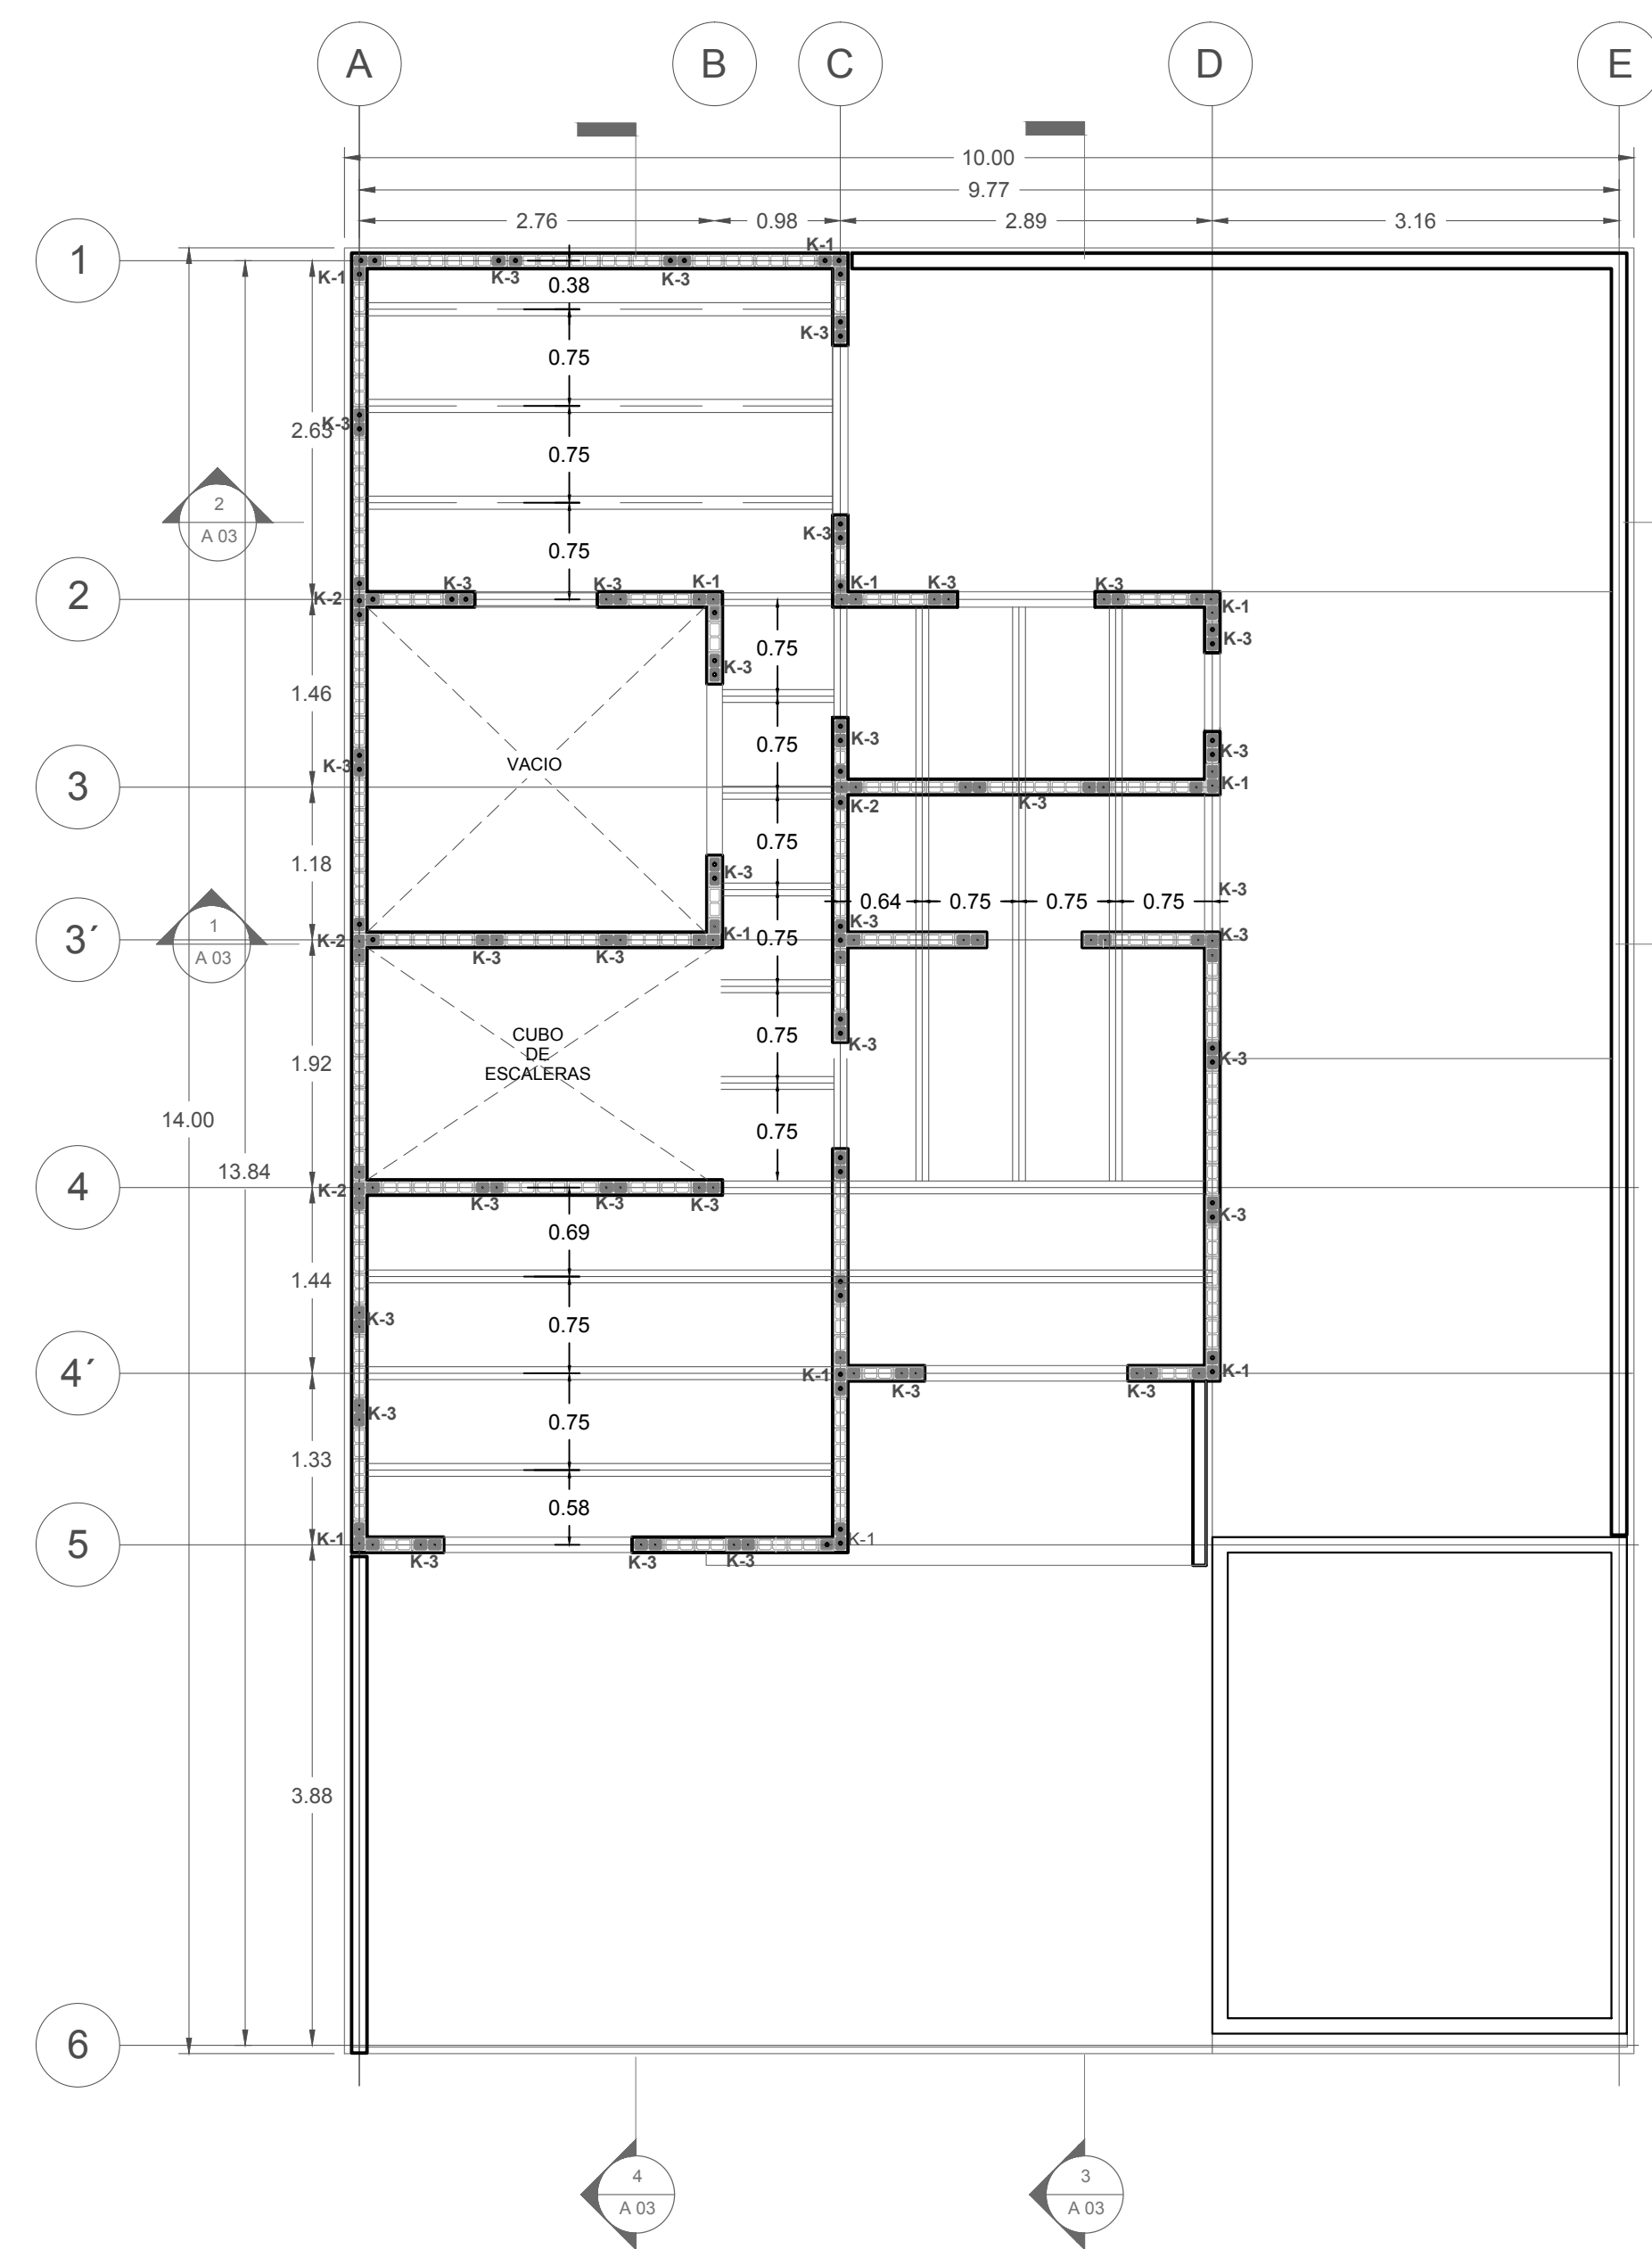 A B C D E
10.00
9.77
2.76 0.98 2.89 3.16
K-1
1
K-1 K-3 K-3
0.38
K-3
0.75
K-3
2.63
0.75
2
A 03
K-3
0.75
K-3 K-3 K-1 K-1 K-3 K-3
2 K-2
K-1
K-3
0.75
K-3
1.46
K-3 0.75 K-3
K-3 VACIO
3 K-1
K-2 K-3
0.75
1.18
K-3
K-3
0.64 0.75 0.75 0.75
1
A 03
K-3
3´ K-2 K-1 0.75 K-3
K-3 K-3
CUBO
DE
ESCALERAS
0.75
K-3
K-3
1.92
14.00
0.75
13.84
4 K-2
K-3 K-3 K-3
K-3
0.69
1.44
K-3
0.75
4´ K-1 K-1
K-3 K-3
K-3
0.75
1.33
0.58
5 K-1 K-1
K-3 K-3 K-3
3.88
6
4
A 03
3
A 03